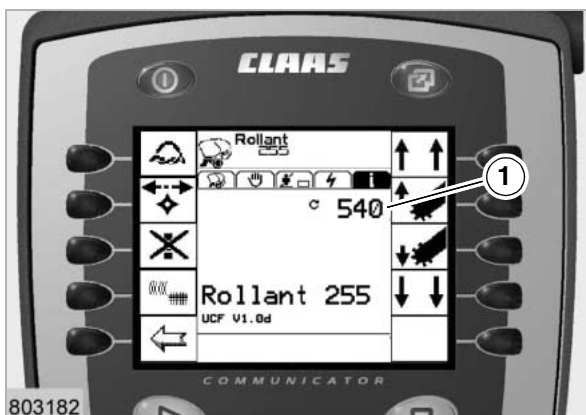 CLAAS
Rollant
255
i
1
540
Rollant 255
UCF V1.0d
COMMUNICATOR
803182